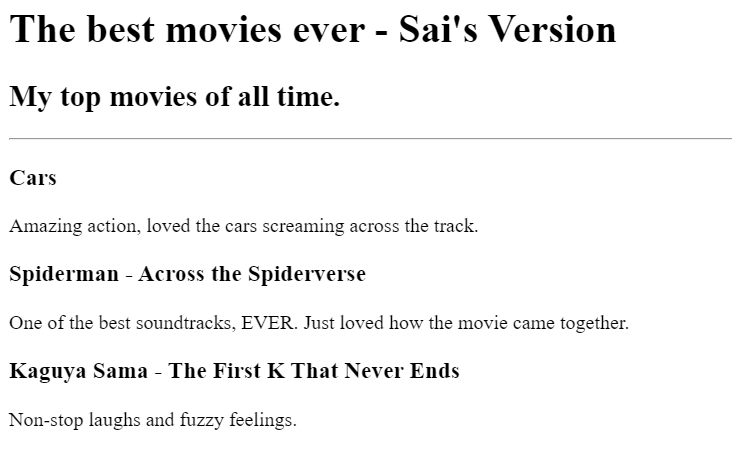 The best movies ever - Sai's Version
My top movies of all time.
Cars
Amazing action, loved the cars screaming across the track.
Spiderman - Across the Spiderverse
One of the best soundtracks, EVER. Just loved how the movie came together.
Kaguya Sama - The First K That Never Ends
Non-stop laughs and fuzzy feelings.